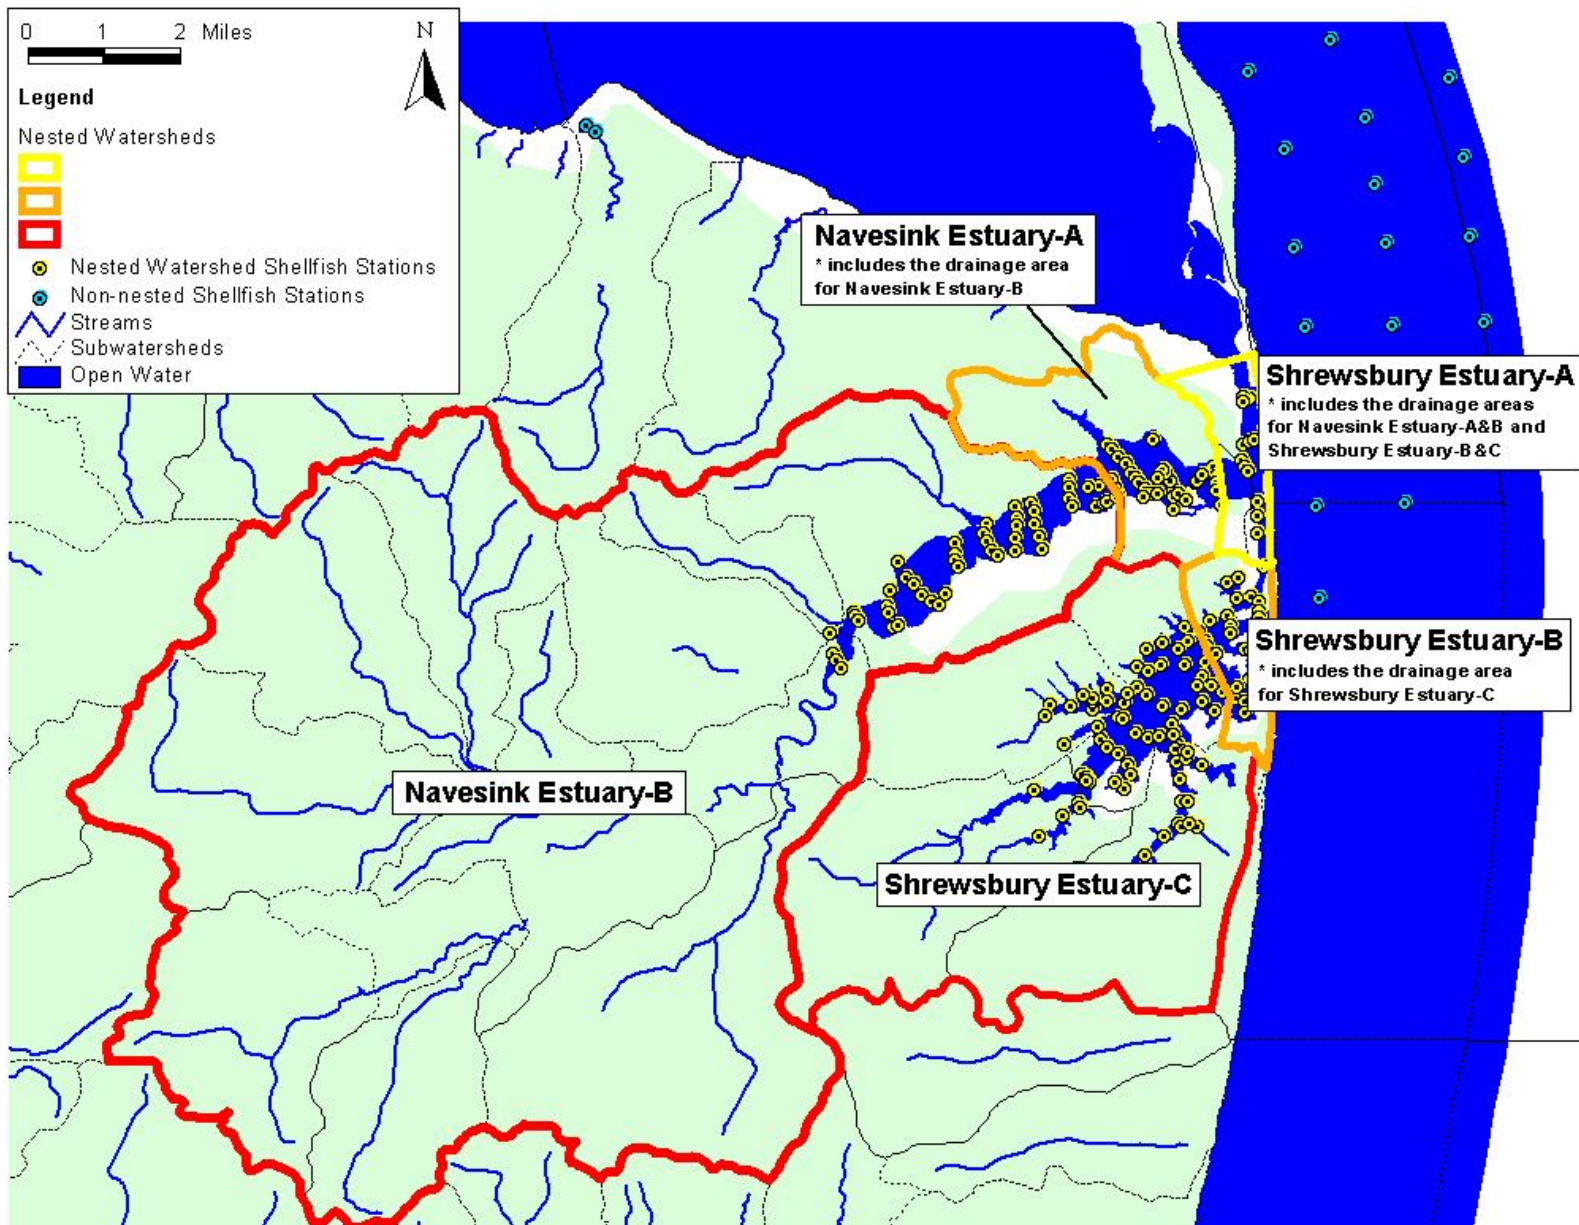 0 1 2 Miles
N
Legend
Nested Watersheds
Nested Watershed Shellfish Stations
Non-nested Shellfish Stations
Streams
Subwatersheds
Open Water
Navesink Estuary-A
* includes the drainage area
for Navesink Estuary-B
Shrewsbury Estuary-A
* includes the drainage areas
for Navesink Estuary-A&B and
Shrewsbury Estuary-B&C
Shrewsbury Estuary-B
* includes the drainage area
for Shrewsbury Estuary-C
Navesink Estuary-B
Shrewsbury Estuary-C